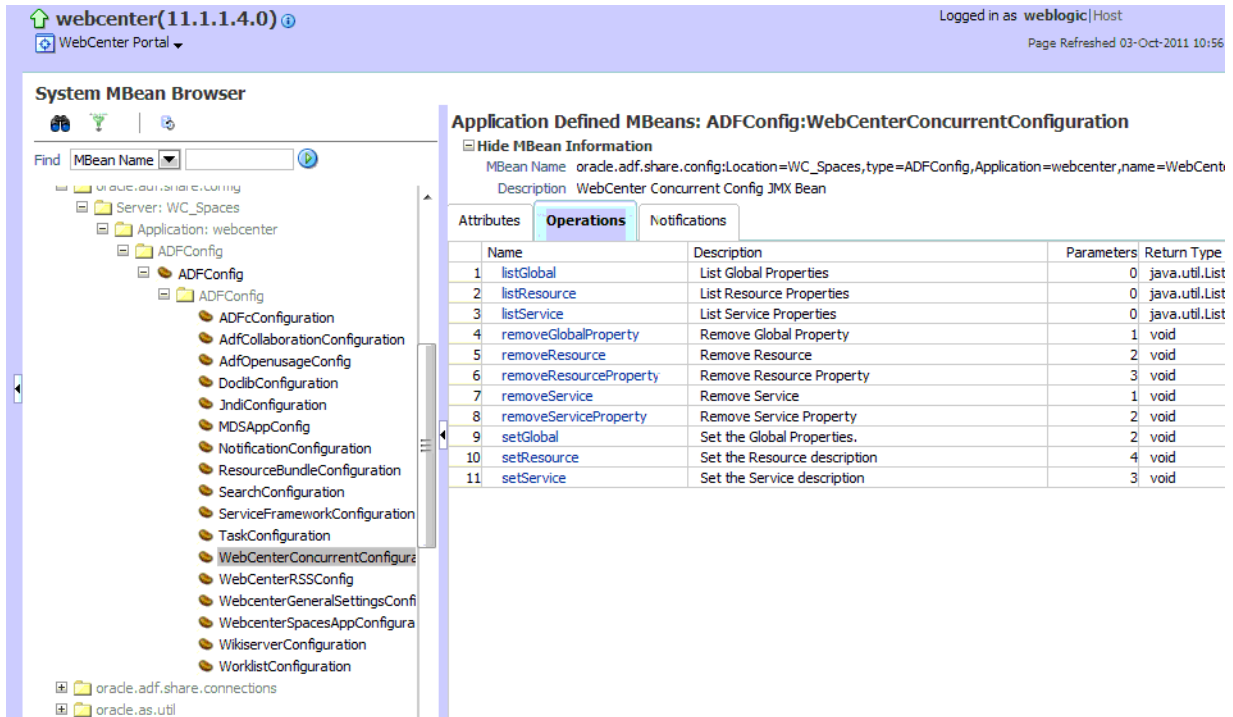 webcenter(11.1.1.4.0)
Logged in as weblogic|Host
WebCenter Portal
Page Refreshed 03-Oct-2011 10:56
System MBean Browser
Find MBean Name
oracle.adf.share.config
Server: WC_Spaces
Application: webcenter
ADFConfig
ADFConfig
ADFConfig
ADFcConfiguration
AdfCollaborationConfiguration
AdfOpenusageConfig
DoclibConfiguration
JndiConfiguration
MDSAppConfig
NotificationConfiguration
ResourceBundleConfiguration
SearchConfiguration
ServiceFrameworkConfiguration
TaskConfiguration
WebCenterConcurrentConfigura
WebCenterRSSConfig
WebcenterGeneralSettingsConfi
WebcenterSpacesAppConfigura
WikiserverConfiguration
WorklistConfiguration
oracle.adf.share.connections
oracle.as.util
Application Defined MBeans: ADFConfig:WebCenterConcurrentConfiguration
Hide MBean Information
MBean Name oracle.adf.share.config:Location=WC_Spaces,type=ADFConfig,Application=webcenter,name=WebCente
Description WebCenter Concurrent Config JMX Bean
Attributes Operations Notifications
Name Description Parameters Return Type
1 listGlobal List Global Properties 0 java.util.List
2 listResource List Resource Properties 0 java.util.List
3 listService List Service Properties 0 java.util.List
4 removeGlobalProperty Remove Global Property 1 void
5 removeResource Remove Resource 2 void
6 removeResourceProperty Remove Resource Property 3 void
7 removeService Remove Service 1 void
8 removeServiceProperty Remove Service Property 2 void
9 setGlobal Set the Global Properties. 2 void
10 setResource Set the Resource description 4 void
11 setService Set the Service description 3 void